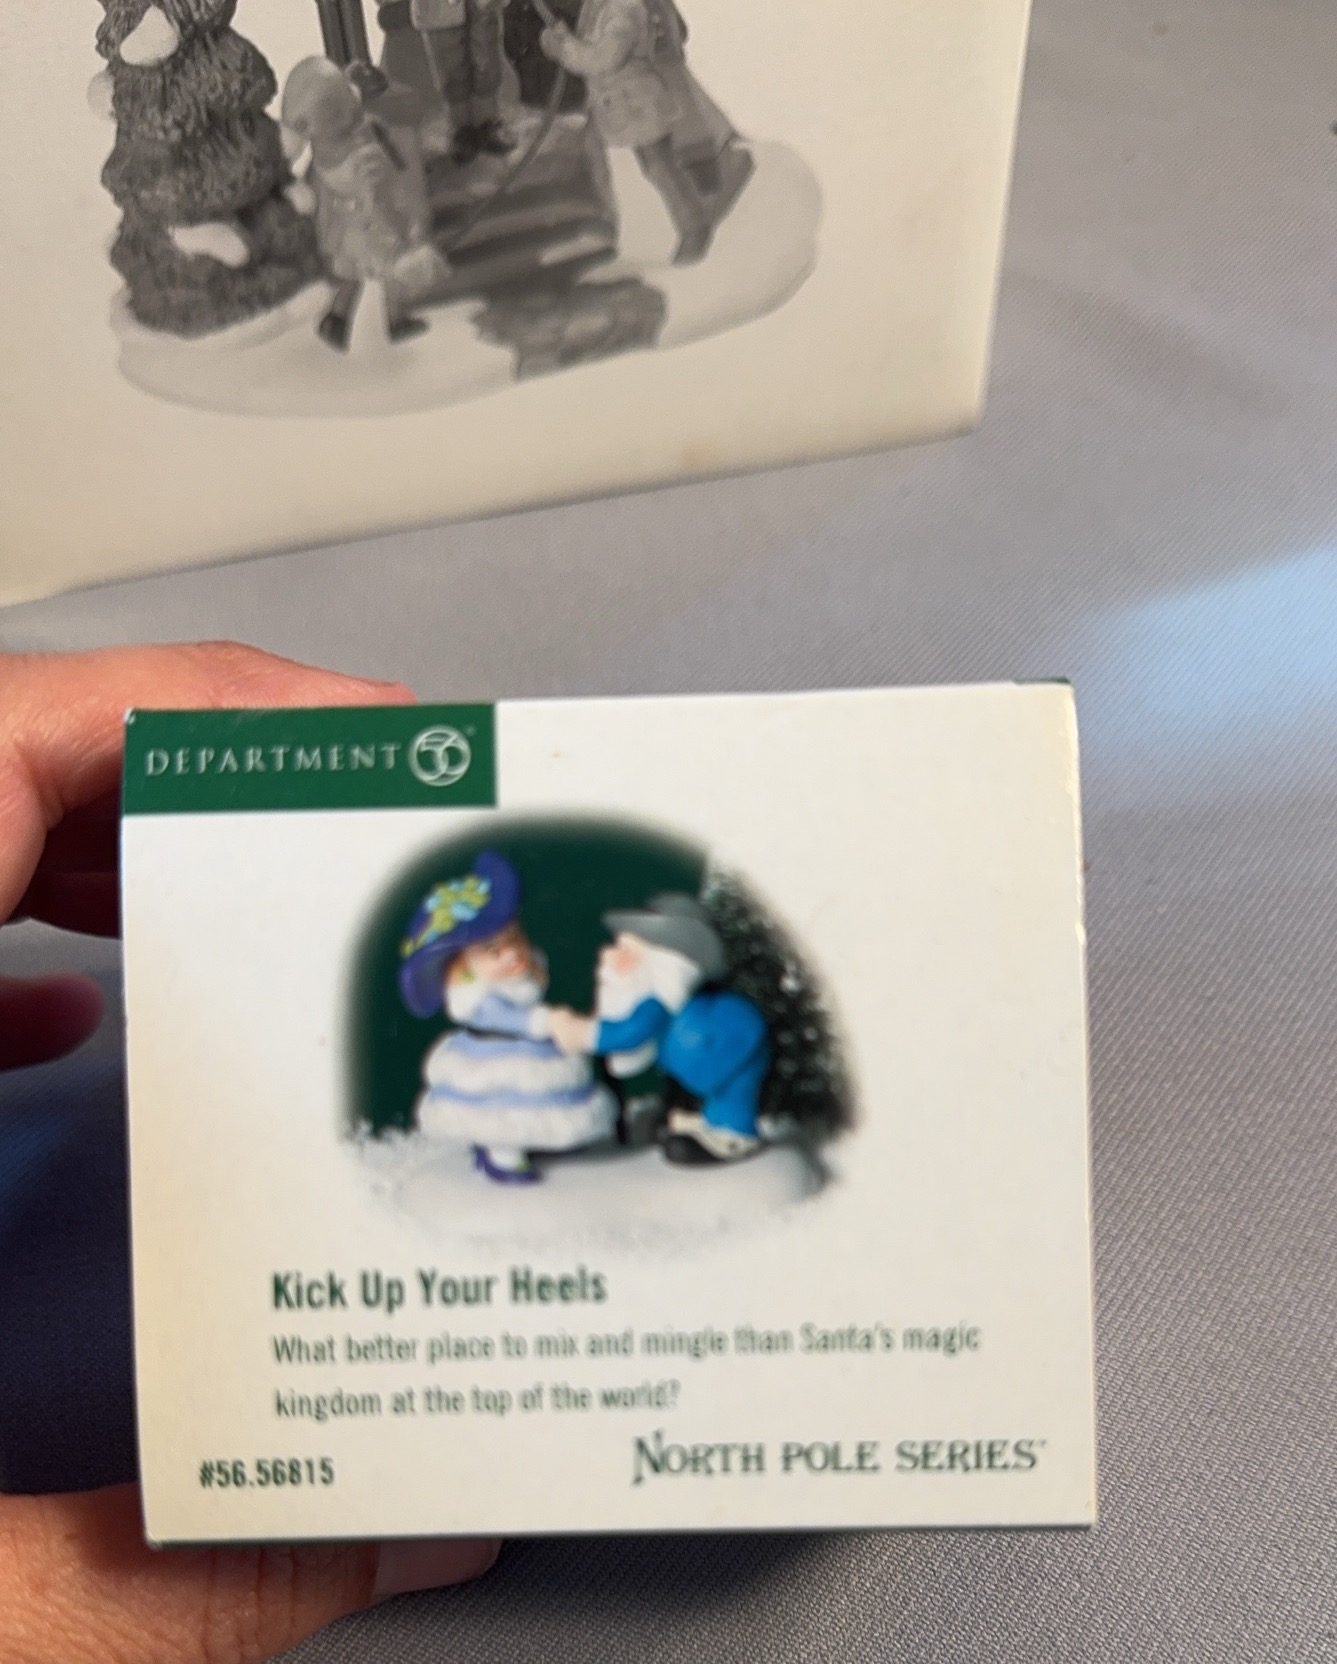 DEPARTMENT 56
Kick Up Your Heels
What better place to mix and mingle than Santa's magic
kingdom at the top of the world?
#56.56815
NORTH POLE SERIES™